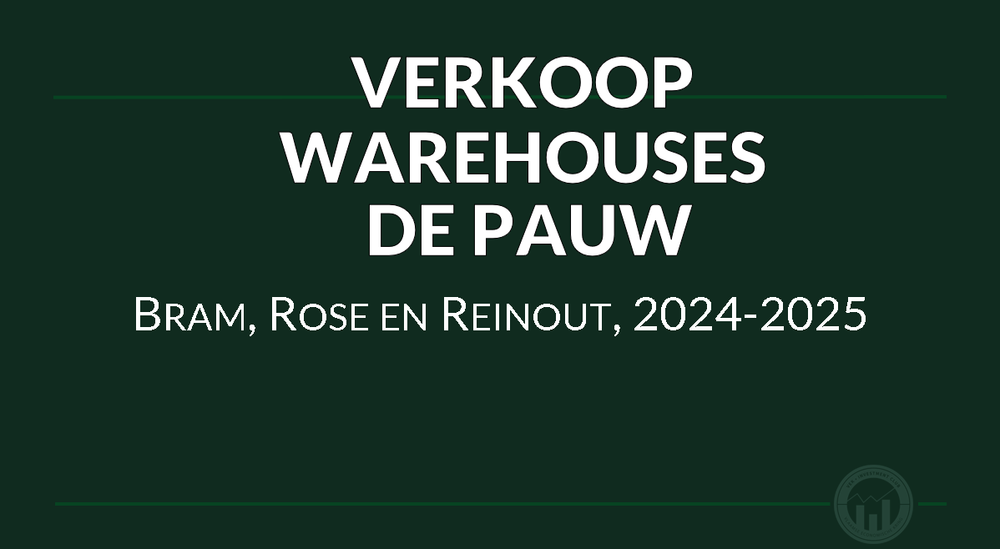 VERKOOP
WAREHOUSES
DE PAUW
BRAM, ROSE EN REINOUT, 2024-2025